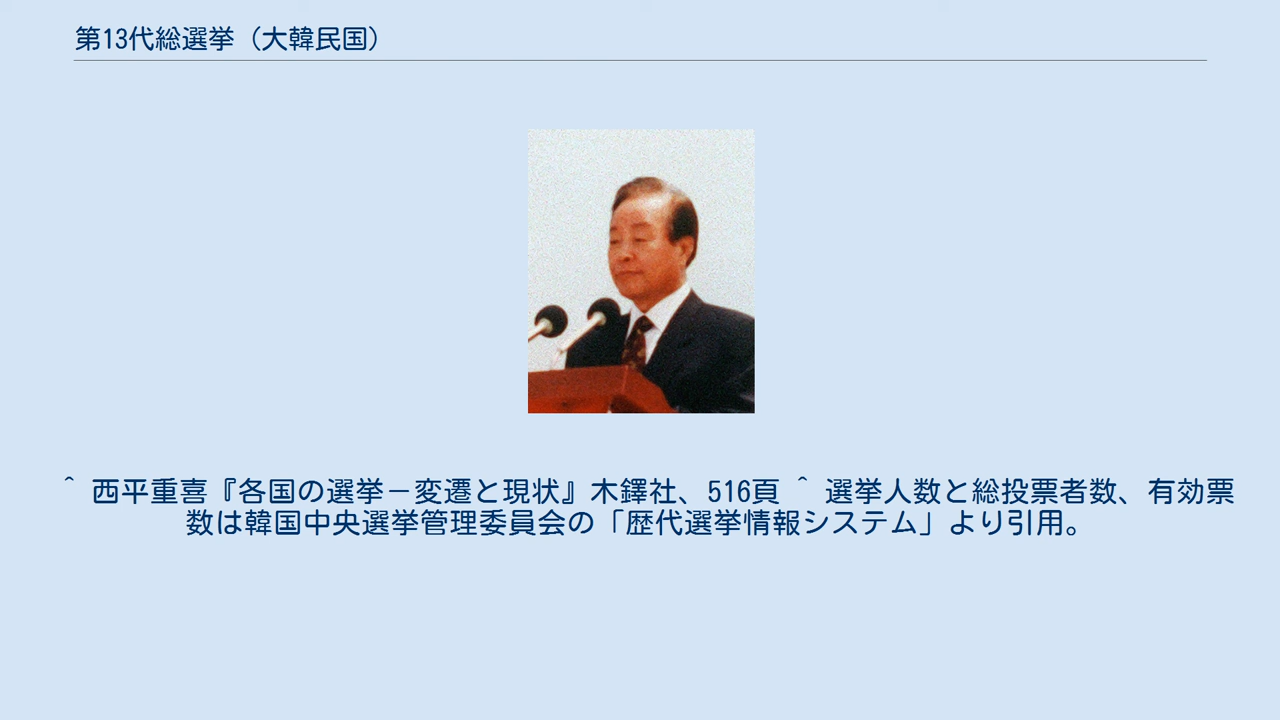 第13代総選挙（大韓民国）
＾ 西平重喜『各国の選挙－変遷と現状』木鐸社、516頁 ＾ 選挙人数と総投票者数、有効票
数は韓国中央選挙管理委員会の「歴代選挙情報システム」より引用。